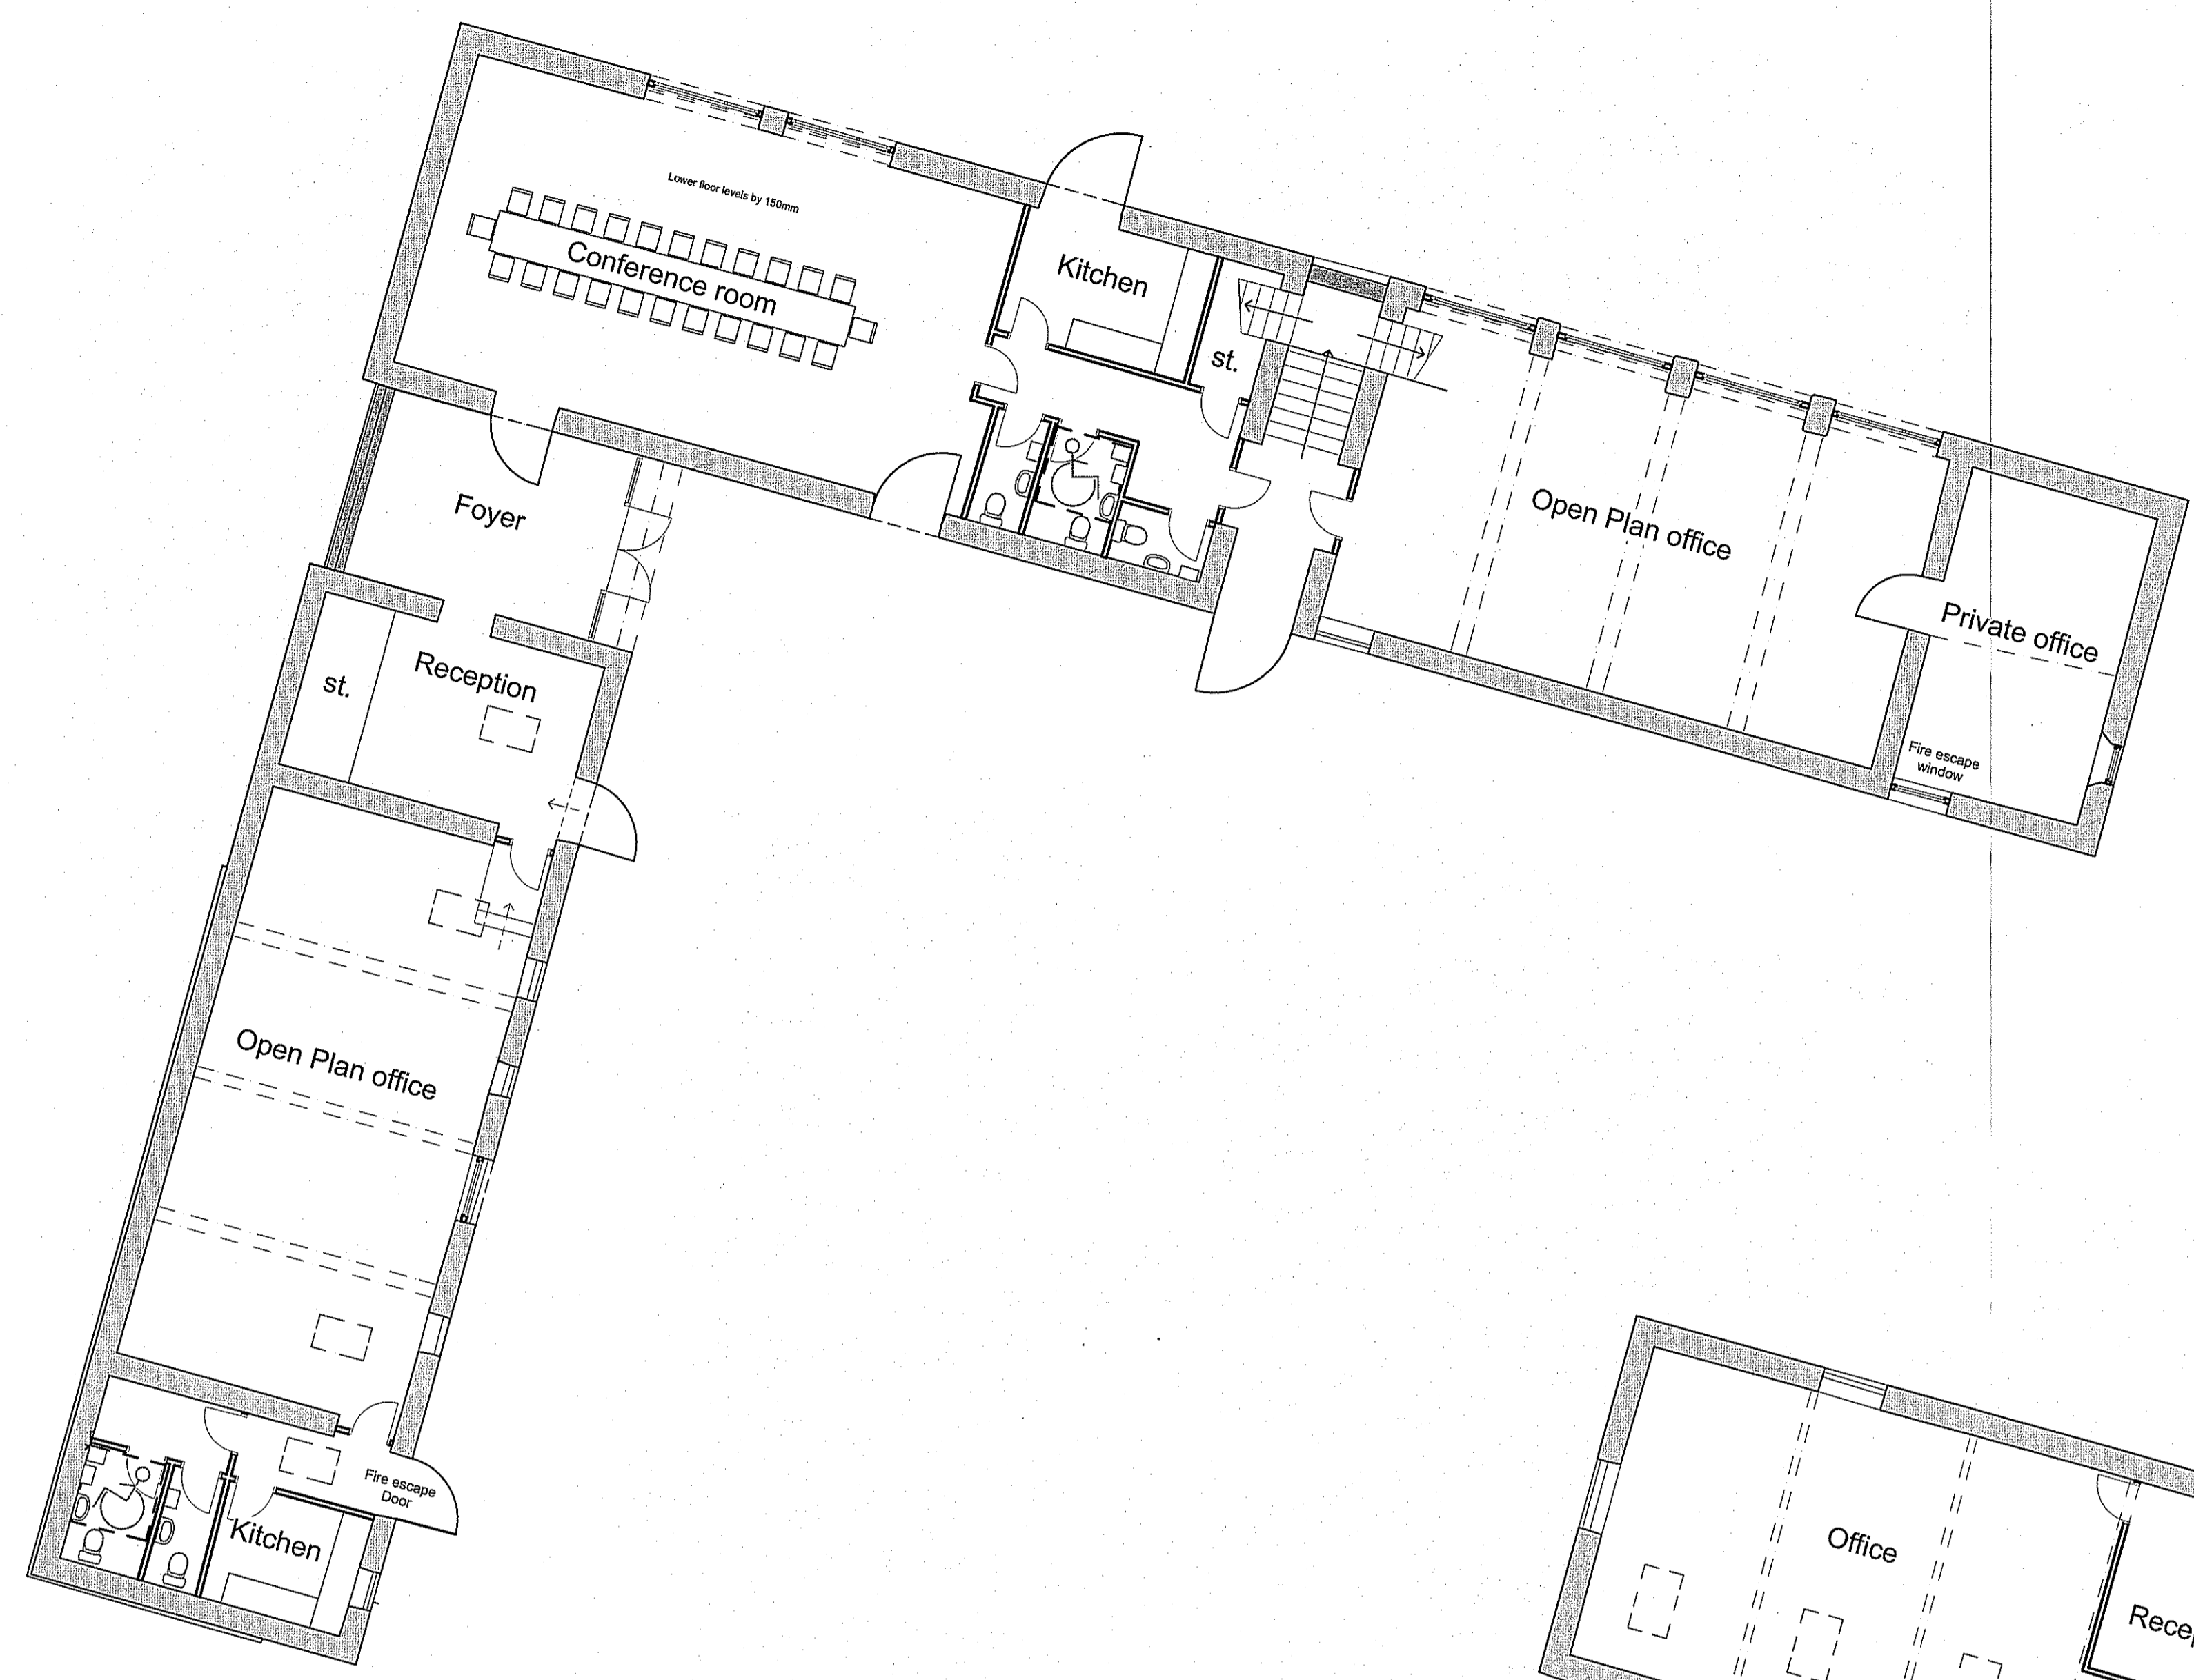 Lower floor levels by 150mm
Conference room
Kitchen
st.
Foyer
Open Plan office
Private office
Reception
st.
Fire escape
window
Open Plan office
Fire escape
Door
Kitchen
Office
Recep